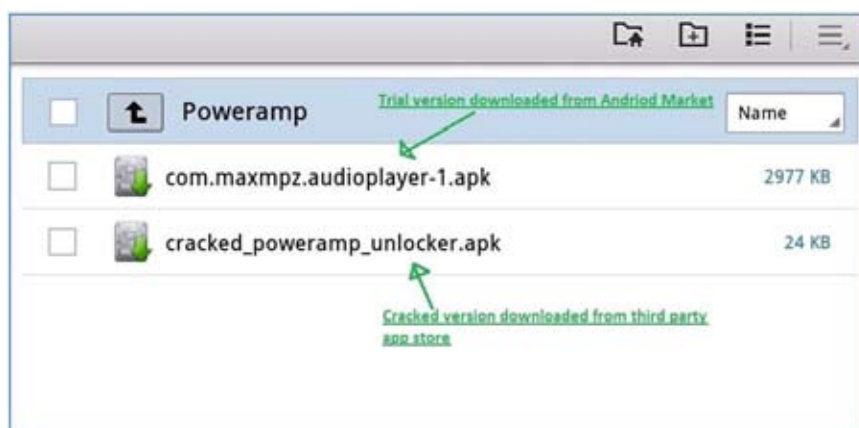 Poweramp
Trial version downloaded from Andriod Market
Name
com.maxmpz.audioplayer-1.apk
2977 KB
cracked_poweramp_unlocker.apk
24 KB
Cracked version downloaded from third party
app store